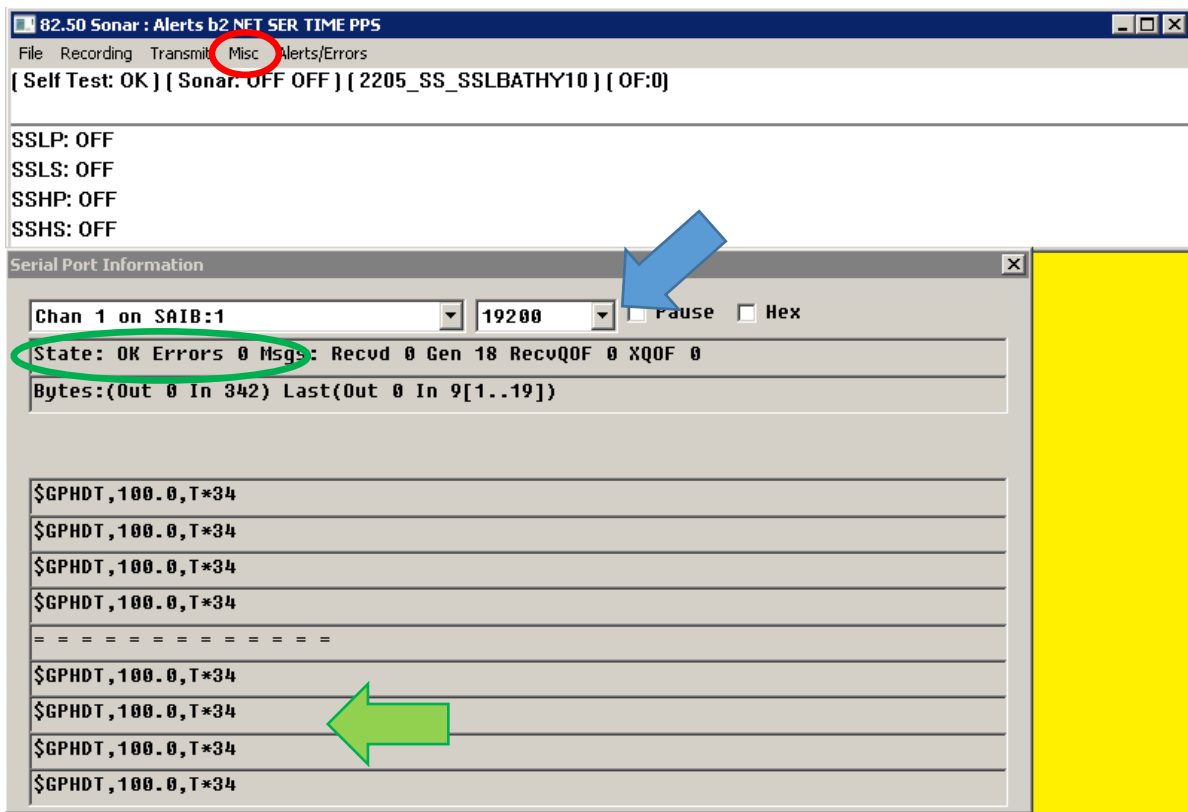 82.50 Sonar : Alerts b2 NET SER TIME PPS
File Recording Transmit Misc Alerts/Errors
( Self Test: OK ) ( Sonar: OFF OFF ) ( 2205_SS_SSLBATHY10 ) ( OF:0)
SSLP: OFF
SSLS: OFF
SSHP: OFF
SSHS: OFF
Serial Port Information
Chan 1 on SAIB:1 19200 Pause Hex
State: OK Errors 0 Msgs: Recvd 0 Gen 18 RecvQOF 0 XQOF 0
Bytes:(Out 0 In 342) Last(Out 0 In 9[1..19])
$GPHDT,100.0,T*34
$GPHDT,100.0,T*34
$GPHDT,100.0,T*34
$GPHDT,100.0,T*34
= = = = = = = = = = = = =
$GPHDT,100.0,T*34
$GPHDT,100.0,T*34
$GPHDT,100.0,T*34
$GPHDT,100.0,T*34